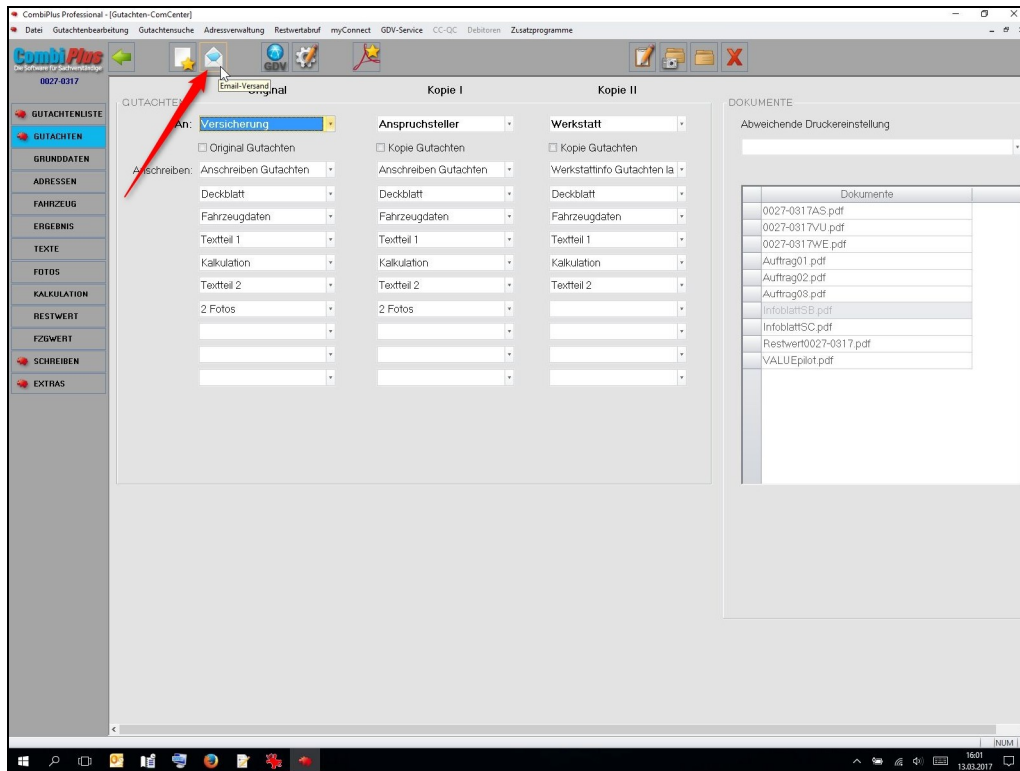 CombiPlus Professional - [Gutachten-ComCenter]
Datei Gutachtenbearbeitung Gutachtensuche Adressverwaltung Restwertabruf myConnect GDV-Service CC-QC Debitoren Zusatzprogramme
CombiPlus
Die Software für Sachverständige
0027-0317
GDV
Email-Versand
Original Kopie I Kopie II
GUTACHTEN
DOKUMENTE
An: Versicherung Anspruchsteller Werkstatt
Abweichende Druckereinstellung
Original Gutachten Kopie Gutachten Kopie Gutachten
Anschreiben: Anschreiben Gutachten Anschreiben Gutachten Werkstattinfo Gutachten la
Deckblatt Deckblatt Deckblatt
Fahrzeugdaten Fahrzeugdaten Fahrzeugdaten
Textteil 1 Textteil 1 Textteil 1
Kalkulation Kalkulation Kalkulation
Textteil 2 Textteil 2 Textteil 2
2 Fotos 2 Fotos
GUTACHTENLISTE
GUTACHTEN
GRUNDDATEN
ADRESSEN
FAHRZEUG
ERGEBNIS
TEXTE
FOTOS
KALKULATION
RESTWERT
FZGWERT
SCHREIBEN
EXTRAS
Dokumente
0027-0317AS.pdf
0027-0317VU.pdf
0027-0317WE.pdf
Auftrag01.pdf
Auftrag02.pdf
Auftrag03.pdf
InfoblattSB.pdf
InfoblattSC.pdf
Restwert0027-0317.pdf
VALUEpilot.pdf
NUM
16:01
13.03.2017